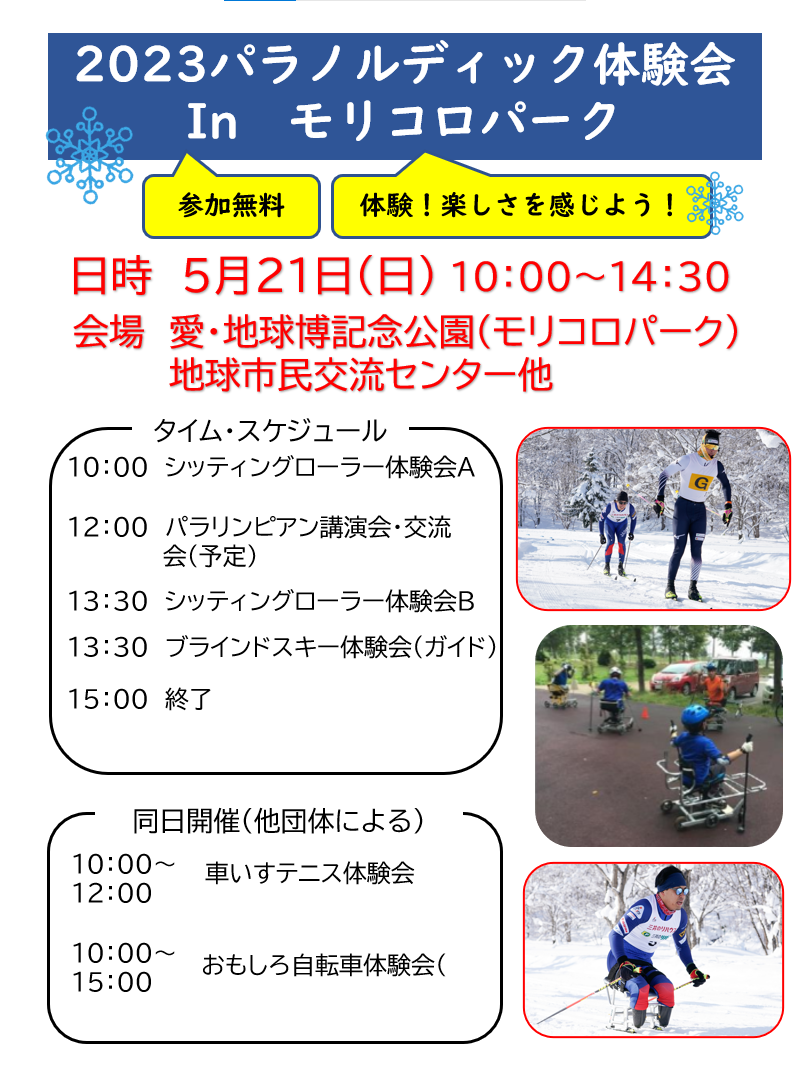 2023パラノルディック体験会
In　モリコロパーク
参加無料
体験！楽しさを感じよう！
日時　5月21日(日) 10：00～14：30
会場　愛・地球博記念公園(モリコロパーク)
地球市民交流センター他
タイム・スケジュール
10：00　シッティングローラー体験会A
12：00　パラリンピアン講演会・交流
会(予定)
13：30　シッティングローラー体験会B
13：30　ブラインドスキー体験会(ガイド)
15：00　終了
同日開催(他団体による)
10：00～
12：00
車いすテニス体験会
10：00～
15：00
おもしろ自転車体験会(
G